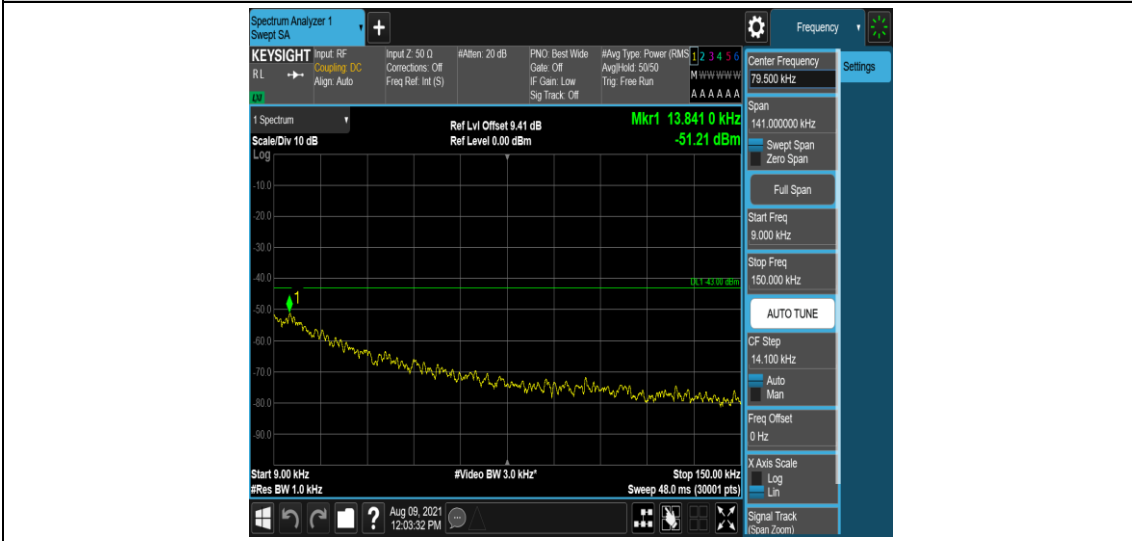 Spectrum Analyzer 1
Swept SA
+
Frequency
KEYSIGHT
RL
Input: RF
Coupling: DC
Align: Auto
Input Z: 50 Ω
Corrections: Off
Freq Ref: Int (S)
#Atten: 20 dB
PNO: Best Wide
Gate: Off
IF Gain: Low
Sig Track: Off
#Avg Type: Power (RMS
Avg|Hold: 50/50
Trig: Free Run
1 2 3 4 5 6
M W W W W W
A A A A A A
1 Spectrum
Scale/Div 10 dB
Log
Ref Lvl Offset 9.41 dB
Ref Level 0.00 dBm
Mkr1 13.841 0 kHz
-51.21 dBm
-10.0
-20.0
-30.0
-40.0
DL1 -43.00 dBm
1
-50.0
-60.0
-70.0
-80.0
-90.0
Start 9.00 kHz
#Res BW 1.0 kHz
#Video BW 3.0 kHz*
Stop 150.00 kHz
Sweep 48.0 ms (30001 pts)
?
Aug 09, 2021
12:03:32 PM
Center Frequency
79.500 kHz
Settings
Span
141.000000 kHz
Swept Span
Zero Span
Full Span
Start Freq
9.000 kHz
Stop Freq
150.000 kHz
AUTO TUNE
CF Step
14.100 kHz
Auto
Man
Freq Offset
0 Hz
X Axis Scale
Log
Lin
Signal Track
(Span Zoom)